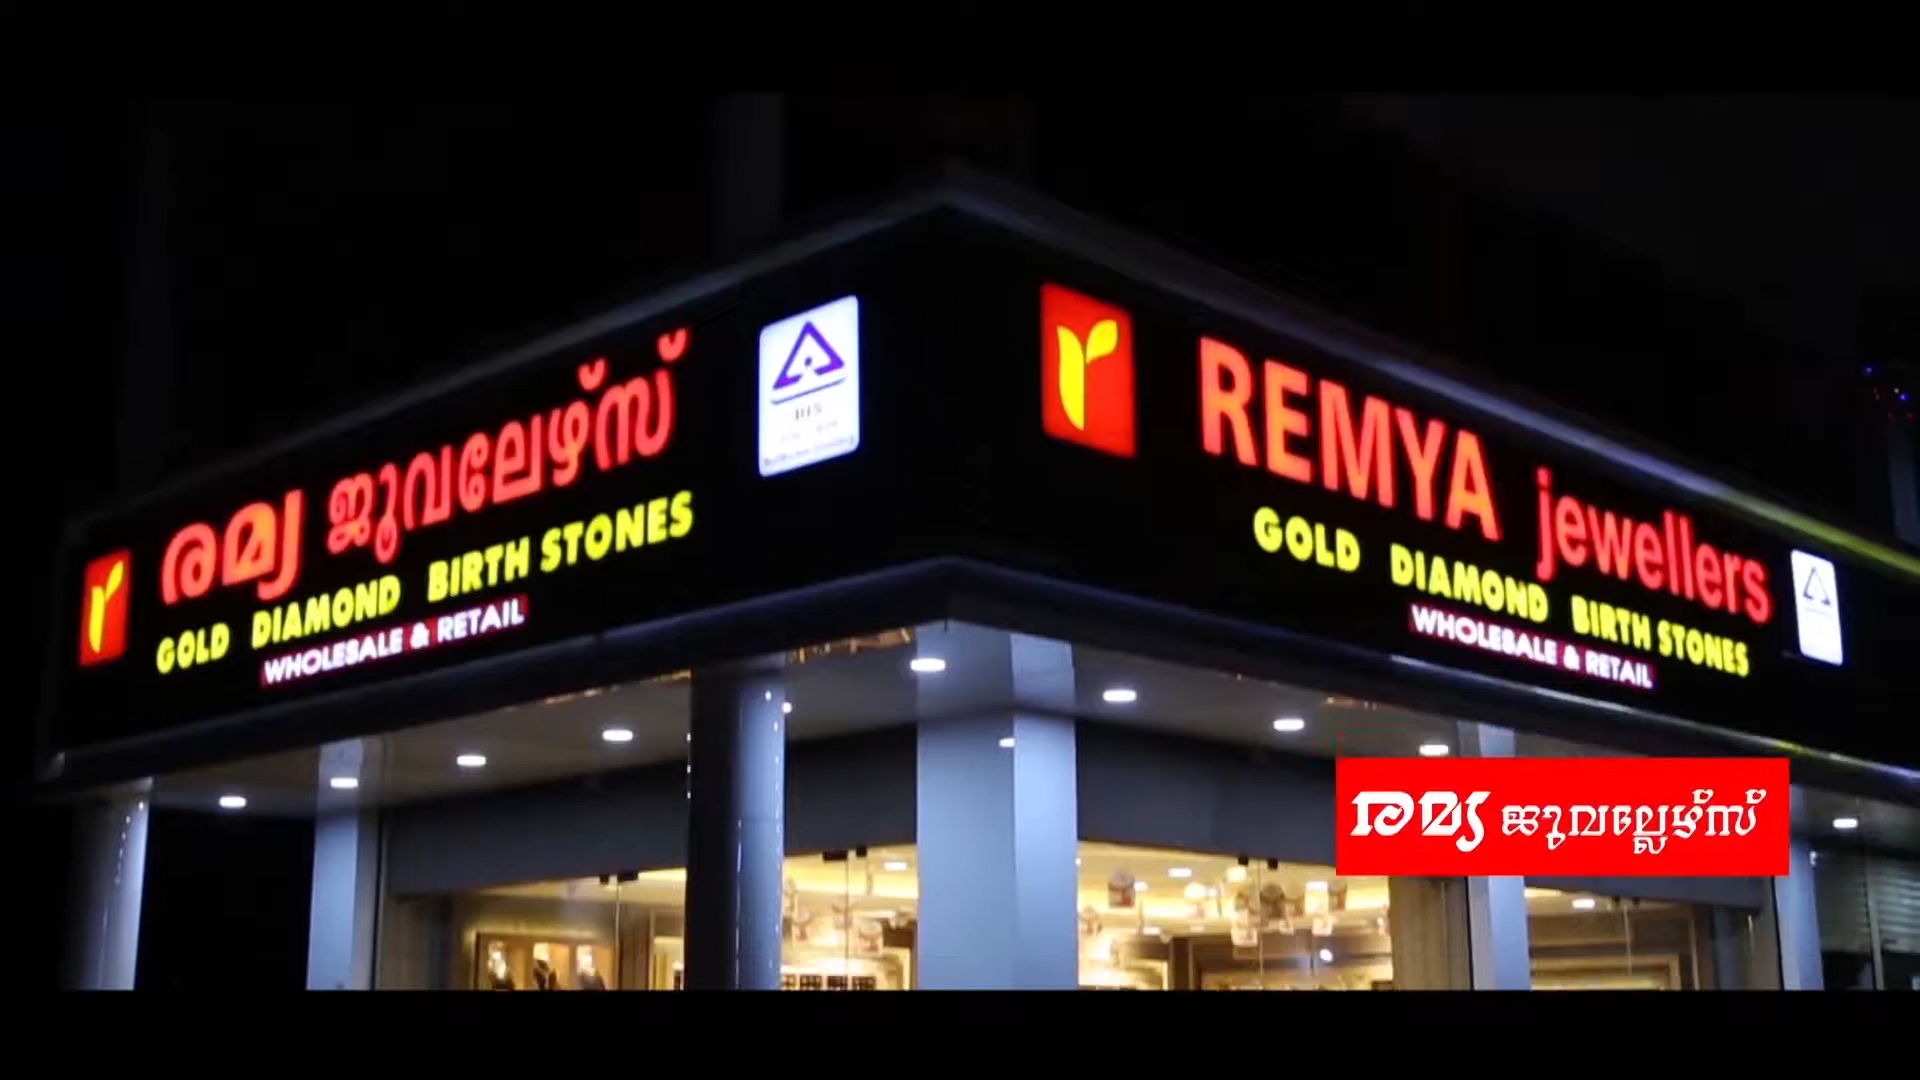 രമ്യ ജൂവലേഴ്സ്
GOLD DIAMOND BIRTH STONES
WHOLESALE & RETAIL
BIS
REMYA jewellers
GOLD DIAMOND BIRTH STONES
WHOLESALE & RETAIL
രമ്യ ജുവല്ലേഴ്സ്